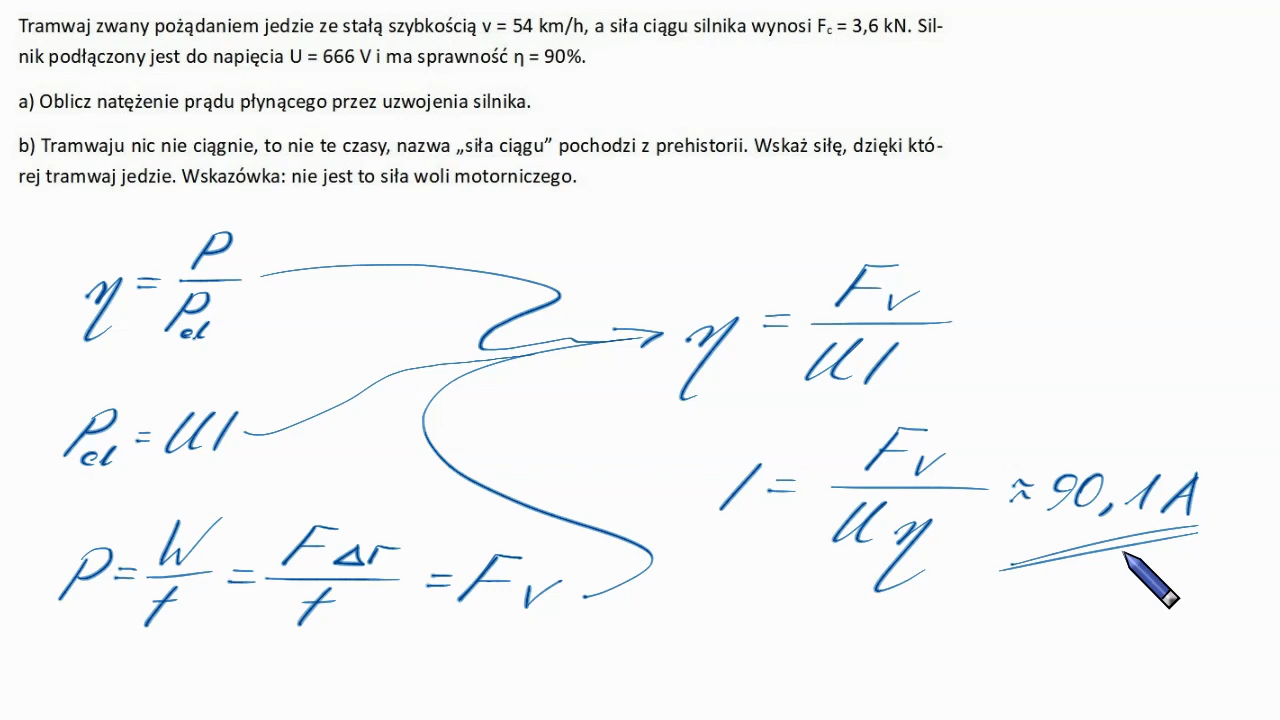 Tramwaj zwany pożądaniem jedzie ze stałą szybkością v = 54 km/h, a siła ciągu silnika wynosi Fc = 3,6 kN. Sil-
nik podłączony jest do napięcia U = 666 V i ma sprawność η = 90%.
a) Oblicz natężenie prądu płynącego przez uzwojenia silnika.
b) Tramwaju nic nie ciągnie, to nie te czasy, nazwa „siła ciągu” pochodzi z prehistorii. Wskaż siłę, dzięki któ-
rej tramwaj jedzie. Wskazówka: nie jest to siła woli motorniczego.
η = P / Pel
η = Fv / UI
Pel = UI
I = Fv / Uη ≈ 90,1A
P = W / t = FΔr / t = Fv